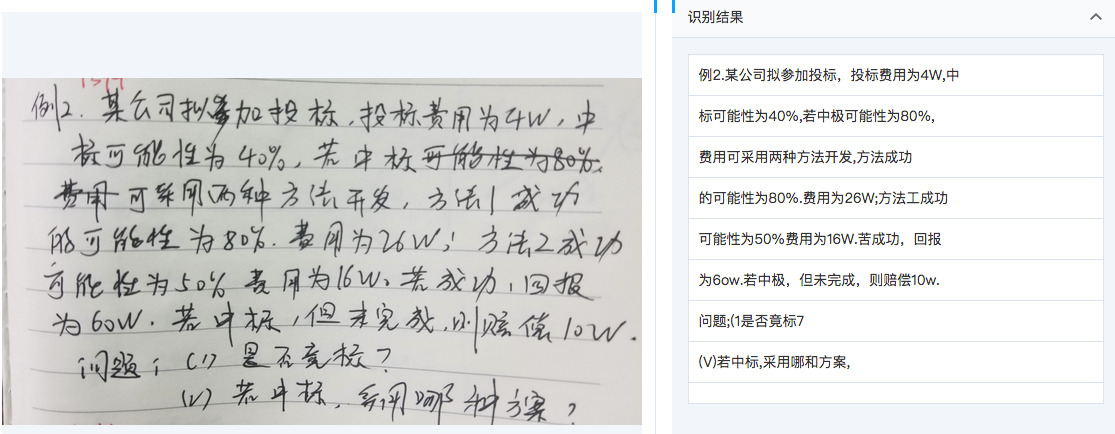 例2. 某公司拟参加投标,投标费用为4W,中
标可能性为40%,若中标可能性为80%.
费用可采用两种方法开发,方法1成功
的可能性为80%.费用为26W;方法2成功
可能性为50%费用为16W.若成功,回报
为60W.若中标,但未完成,则赔偿10W.
问题;(1)是否竞标?
(2)若中标,采用哪种方案?
识别结果
例2.某公司拟参加投标，投标费用为4W,中
标可能性为40%,若中极可能性为80%,
费用可采用两种方法开发,方法成功
的可能性为80%.费用为26W;方法工成功
可能性为50%费用为16W.苦成功，回报
为6ow.若中极，但未完成，则赔偿10w.
问题;(1是否竟标7
(V)若中标,采用哪和方案,